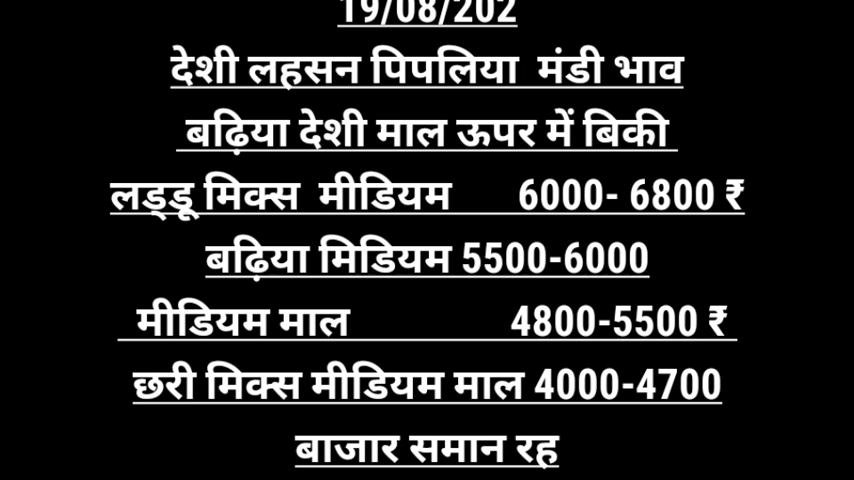 19/08/202
देशी लहसन पिपलिया मंडी भाव
बढ़िया देशी माल ऊपर में बिकी
लड्डू मिक्स मीडियम 6000- 6800 ₹
बढ़िया मिडियम 5500-6000
मीडियम माल 4800-5500 ₹
छरी मिक्स मीडियम माल 4000-4700
बाजार समान रह